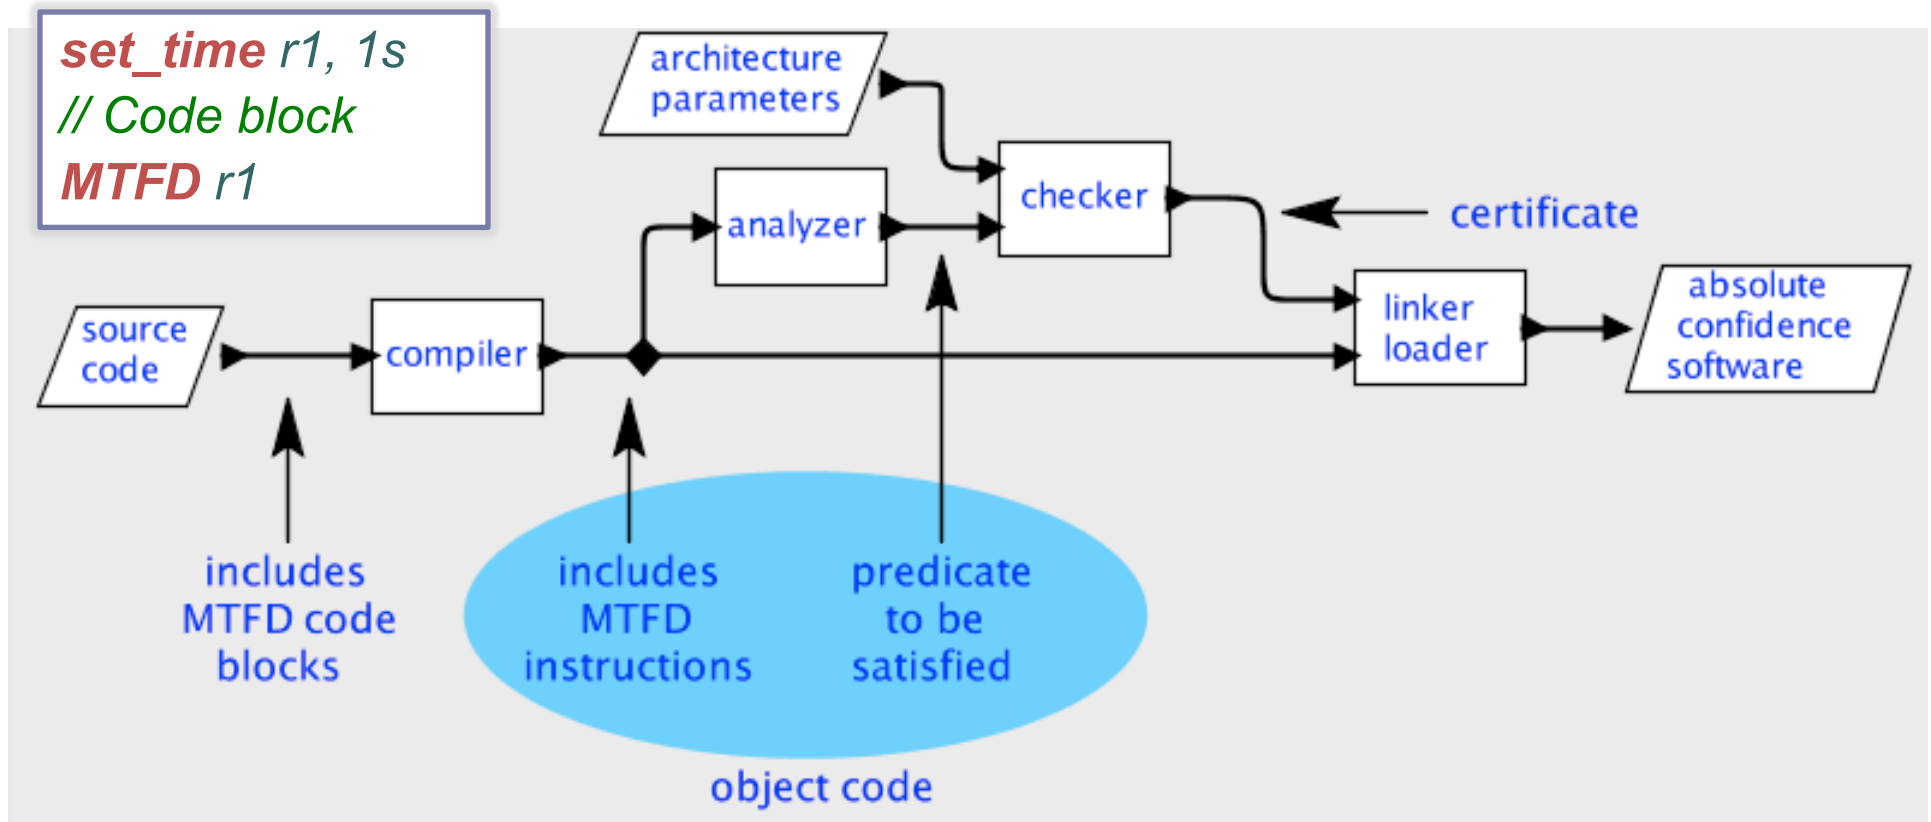 set_time r1, 1s
// Code block
MTFD r1
architecture
parameters
checker
analyzer
certificate
source
code
compiler
linker
loader
absolute
confidence
software
includes
MTFD code
blocks
includes
MTFD
instructions
predicate
to be
satisfied
object code